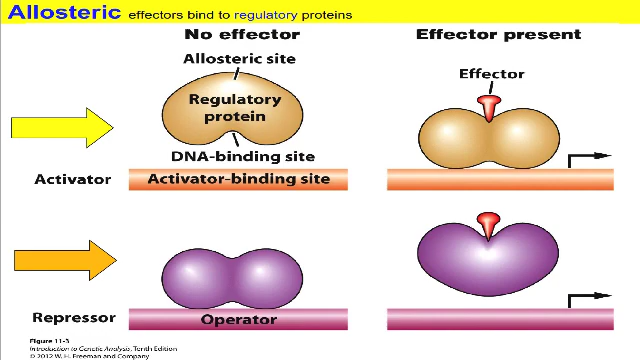 Allosteric effectors bind to regulatory proteins
No effector
Effector present
Allosteric site
Effector
Regulatory
protein
DNA-binding site
Activator
Activator-binding site
Repressor
Operator
Figure 11-3
Introduction to Genetic Analysis, Tenth Edition
© 2012 W. H. Freeman and Company